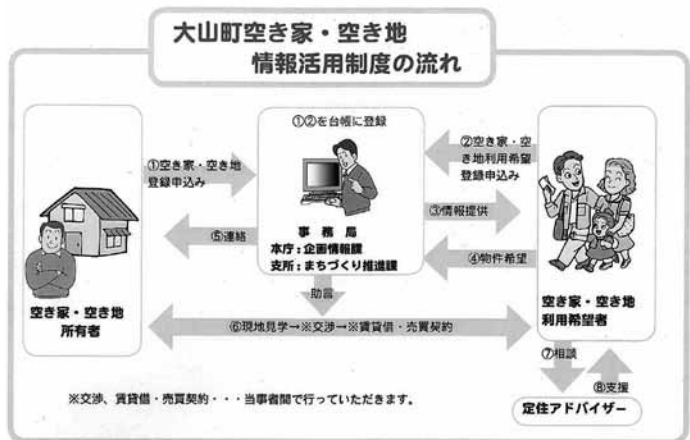 大山町空き家・空き地
情報活用制度の流れ
①②を台帳に登録
①空き家・空き地
登録申込み
②空き家・空
き地利用希望
登録申込み
③情報提供
事務局
本庁:企画情報課
支所:まちづくり推進課
⑤連絡
④物件希望
助言
空き家・空き地
所有者
空き家・空き地
利用希望者
⑥現地見学→※交渉→※賃貸借・売買契約
⑦相談
⑧支援
※交渉、賃貸借・売買契約・・・当事者間で行っていただきます。
定住アドバイザー